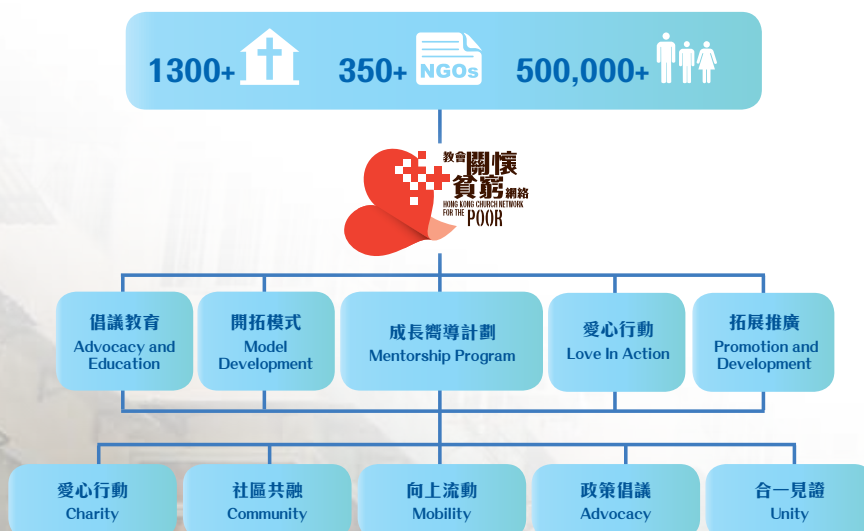 1300+
350+
NGOs
500,000+
教會關懷
貧窮網絡
HONG KONG CHURCH NETWORK
FOR THE POOR
倡議教育
Advocacy and
Education
開拓模式
Model
Development
成長嚮導計劃
Mentorship Program
愛心行動
Love In Action
拓展推廣
Promotion and
Development
愛心行動
Charity
社區共融
Community
向上流動
Mobility
政策倡議
Advocacy
合一見證
Unity